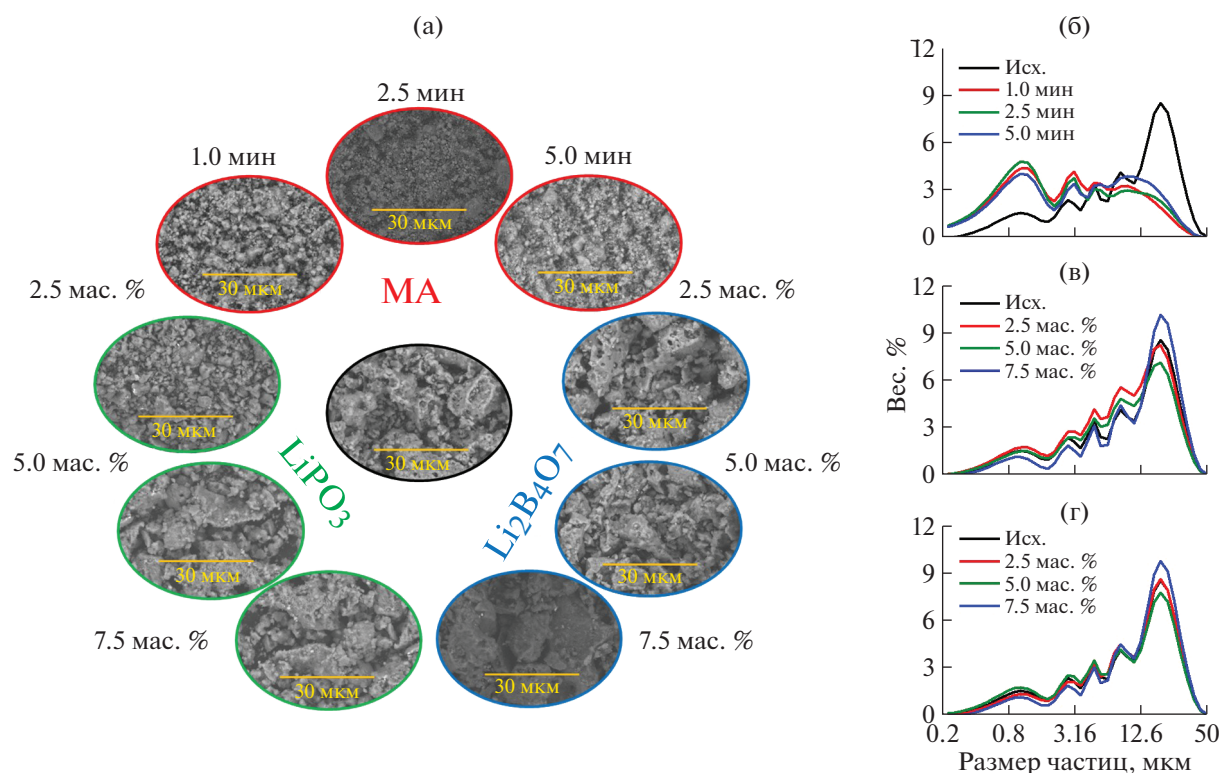 (а)
2.5 мин
1.0 мин
5.0 мин
30 мкм
30 мкм
30 мкм
МА
2.5 мас. %
2.5 мас. %
30 мкм
30 мкм
30 мкм
5.0 мас. %
5.0 мас. %
LiPO3
Li2B4O7
30 мкм
30 мкм
7.5 мас. %
7.5 мас. %
30 мкм
30 мкм
(б)
12
9
6
3
0
Исх.
1.0 мин
2.5 мин
5.0 мин
(в)
12
9
6
3
0
Исх.
2.5 мас. %
5.0 мас. %
7.5 мас. %
Вес. %
(г)
12
9
6
3
0
Исх.
2.5 мас. %
5.0 мас. %
7.5 мас. %
0.2 0.8 3.16 12.6 50
Размер частиц, мкм